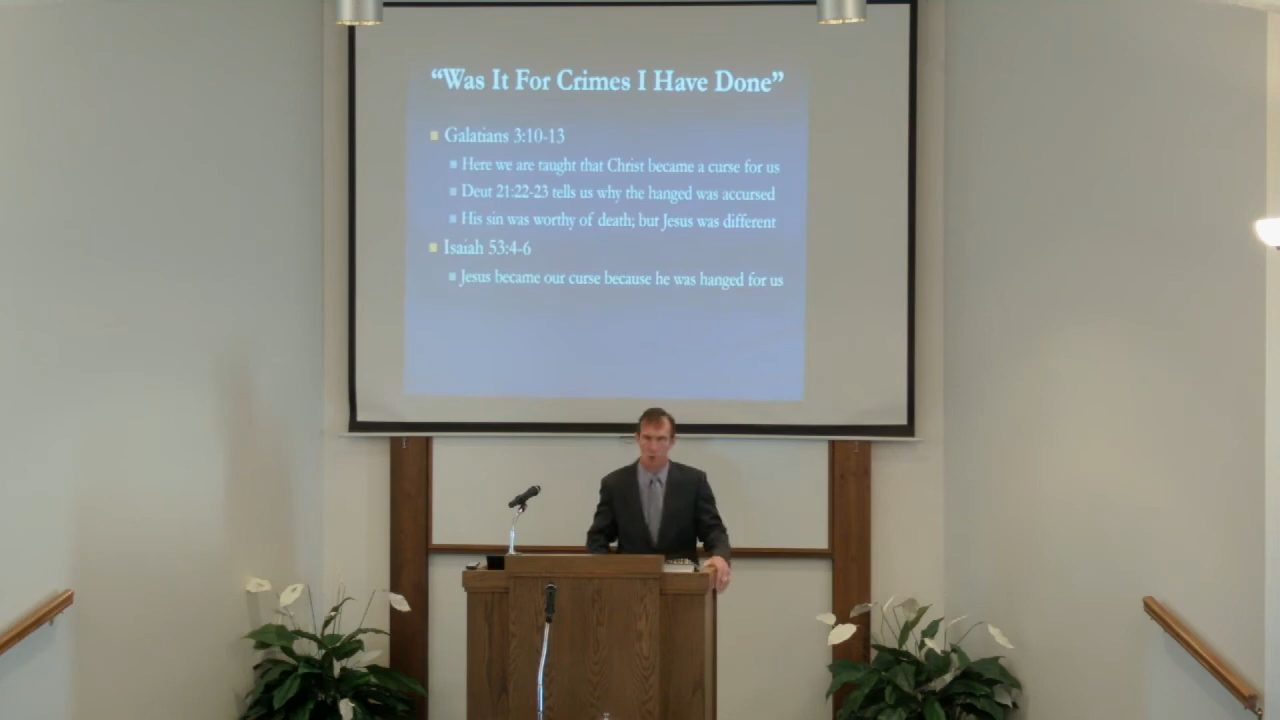 “Was It For Crimes I Have Done”
Galatians 3:10-13
Here we are taught that Christ became a curse for us
Deut 21:22-23 tells us why the hanged was accursed
His sin was worthy of death; but Jesus was different
Isaiah 53:4-6
Jesus became our curse because he was hanged for us